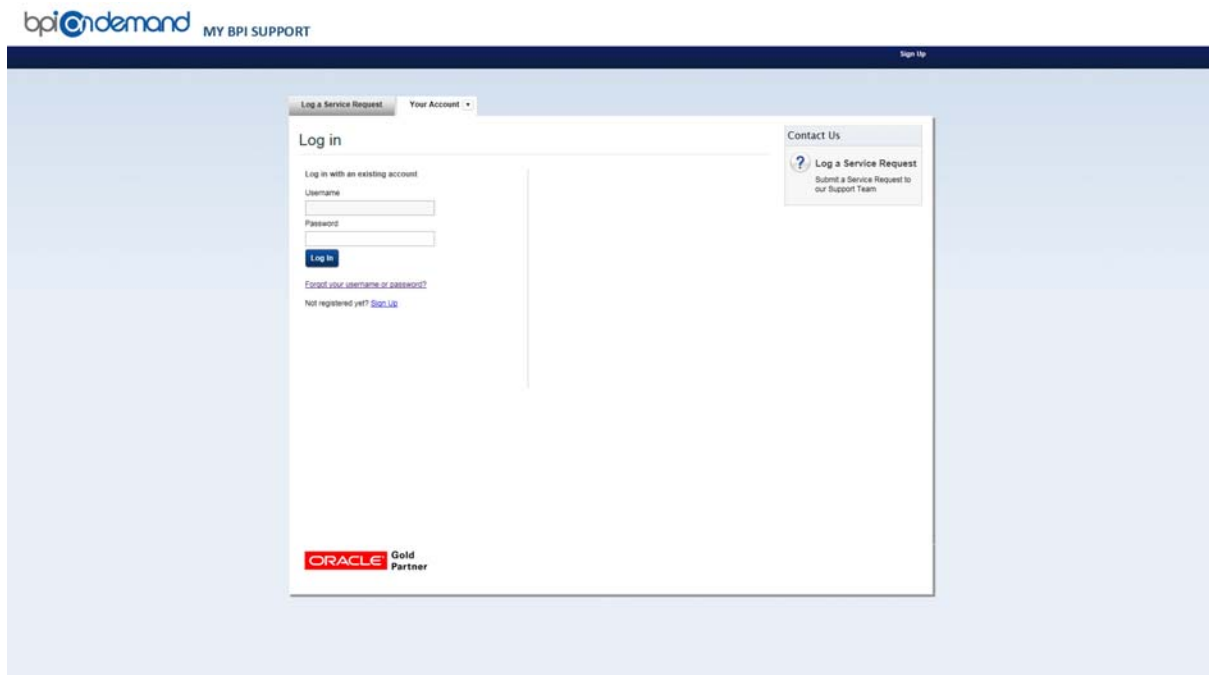 bpiOndemand MY BPI SUPPORT
Sign Up
Log a Service Request Your Account
Log in
Log in with an existing account
Username
Password
Log In
Forgot your username or password?
Not registered yet? Sign Up
Contact Us
Log a Service Request
Submit a Service Request to
our Support Team
ORACLE Gold
Partner